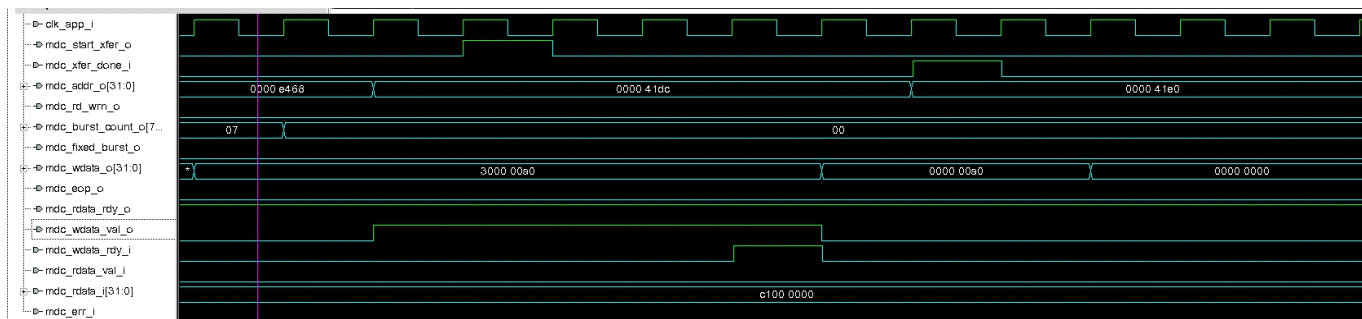 clk_app_i
mdc_start_xfer_o
mdc_xfer_done_i
mdc_addr_o[31:0] 0000 e468 0000 41dc 0000 41e0
mdc_rd_wrn_o
mdc_burst_count_o[7... 07 00
mdc_fixed_burst_o
mdc_wdata_o[31:0] * 3000 00a0 0000 00a0 0000 0000
mdc_eop_o
mdc_rdata_rdy_o
mdc_wdata_val_o
mdc_wdata_rdy_i
mdc_rdata_val_i
mdc_rdata_i[31:0] c100 0000
mdc_err_i